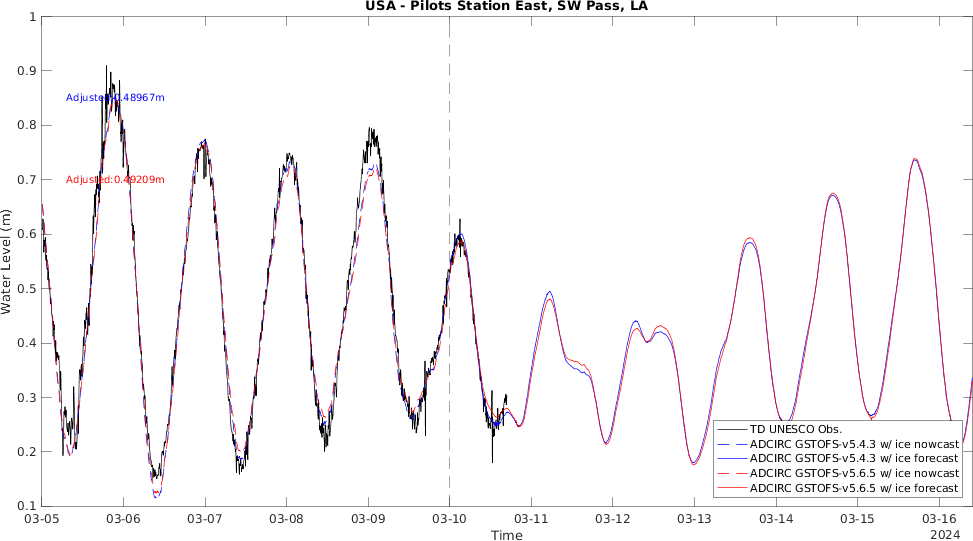 USA - Pilots Station East, SW Pass, LA
1
0.9
0.8
0.7
0.6
0.5
0.4
0.3
0.2
0.1
Water Level (m)
Adjusted:0.48967m
Adjusted:0.49209m
TD UNESCO Obs.
ADCIRC GSTOFS-v5.4.3 w/ ice nowcast
ADCIRC GSTOFS-v5.4.3 w/ ice forecast
ADCIRC GSTOFS-v5.6.5 w/ ice nowcast
ADCIRC GSTOFS-v5.6.5 w/ ice forecast
03-05 03-06 03-07 03-08 03-09 03-10 03-11 03-12 03-13 03-14 03-15 03-16
Time
2024